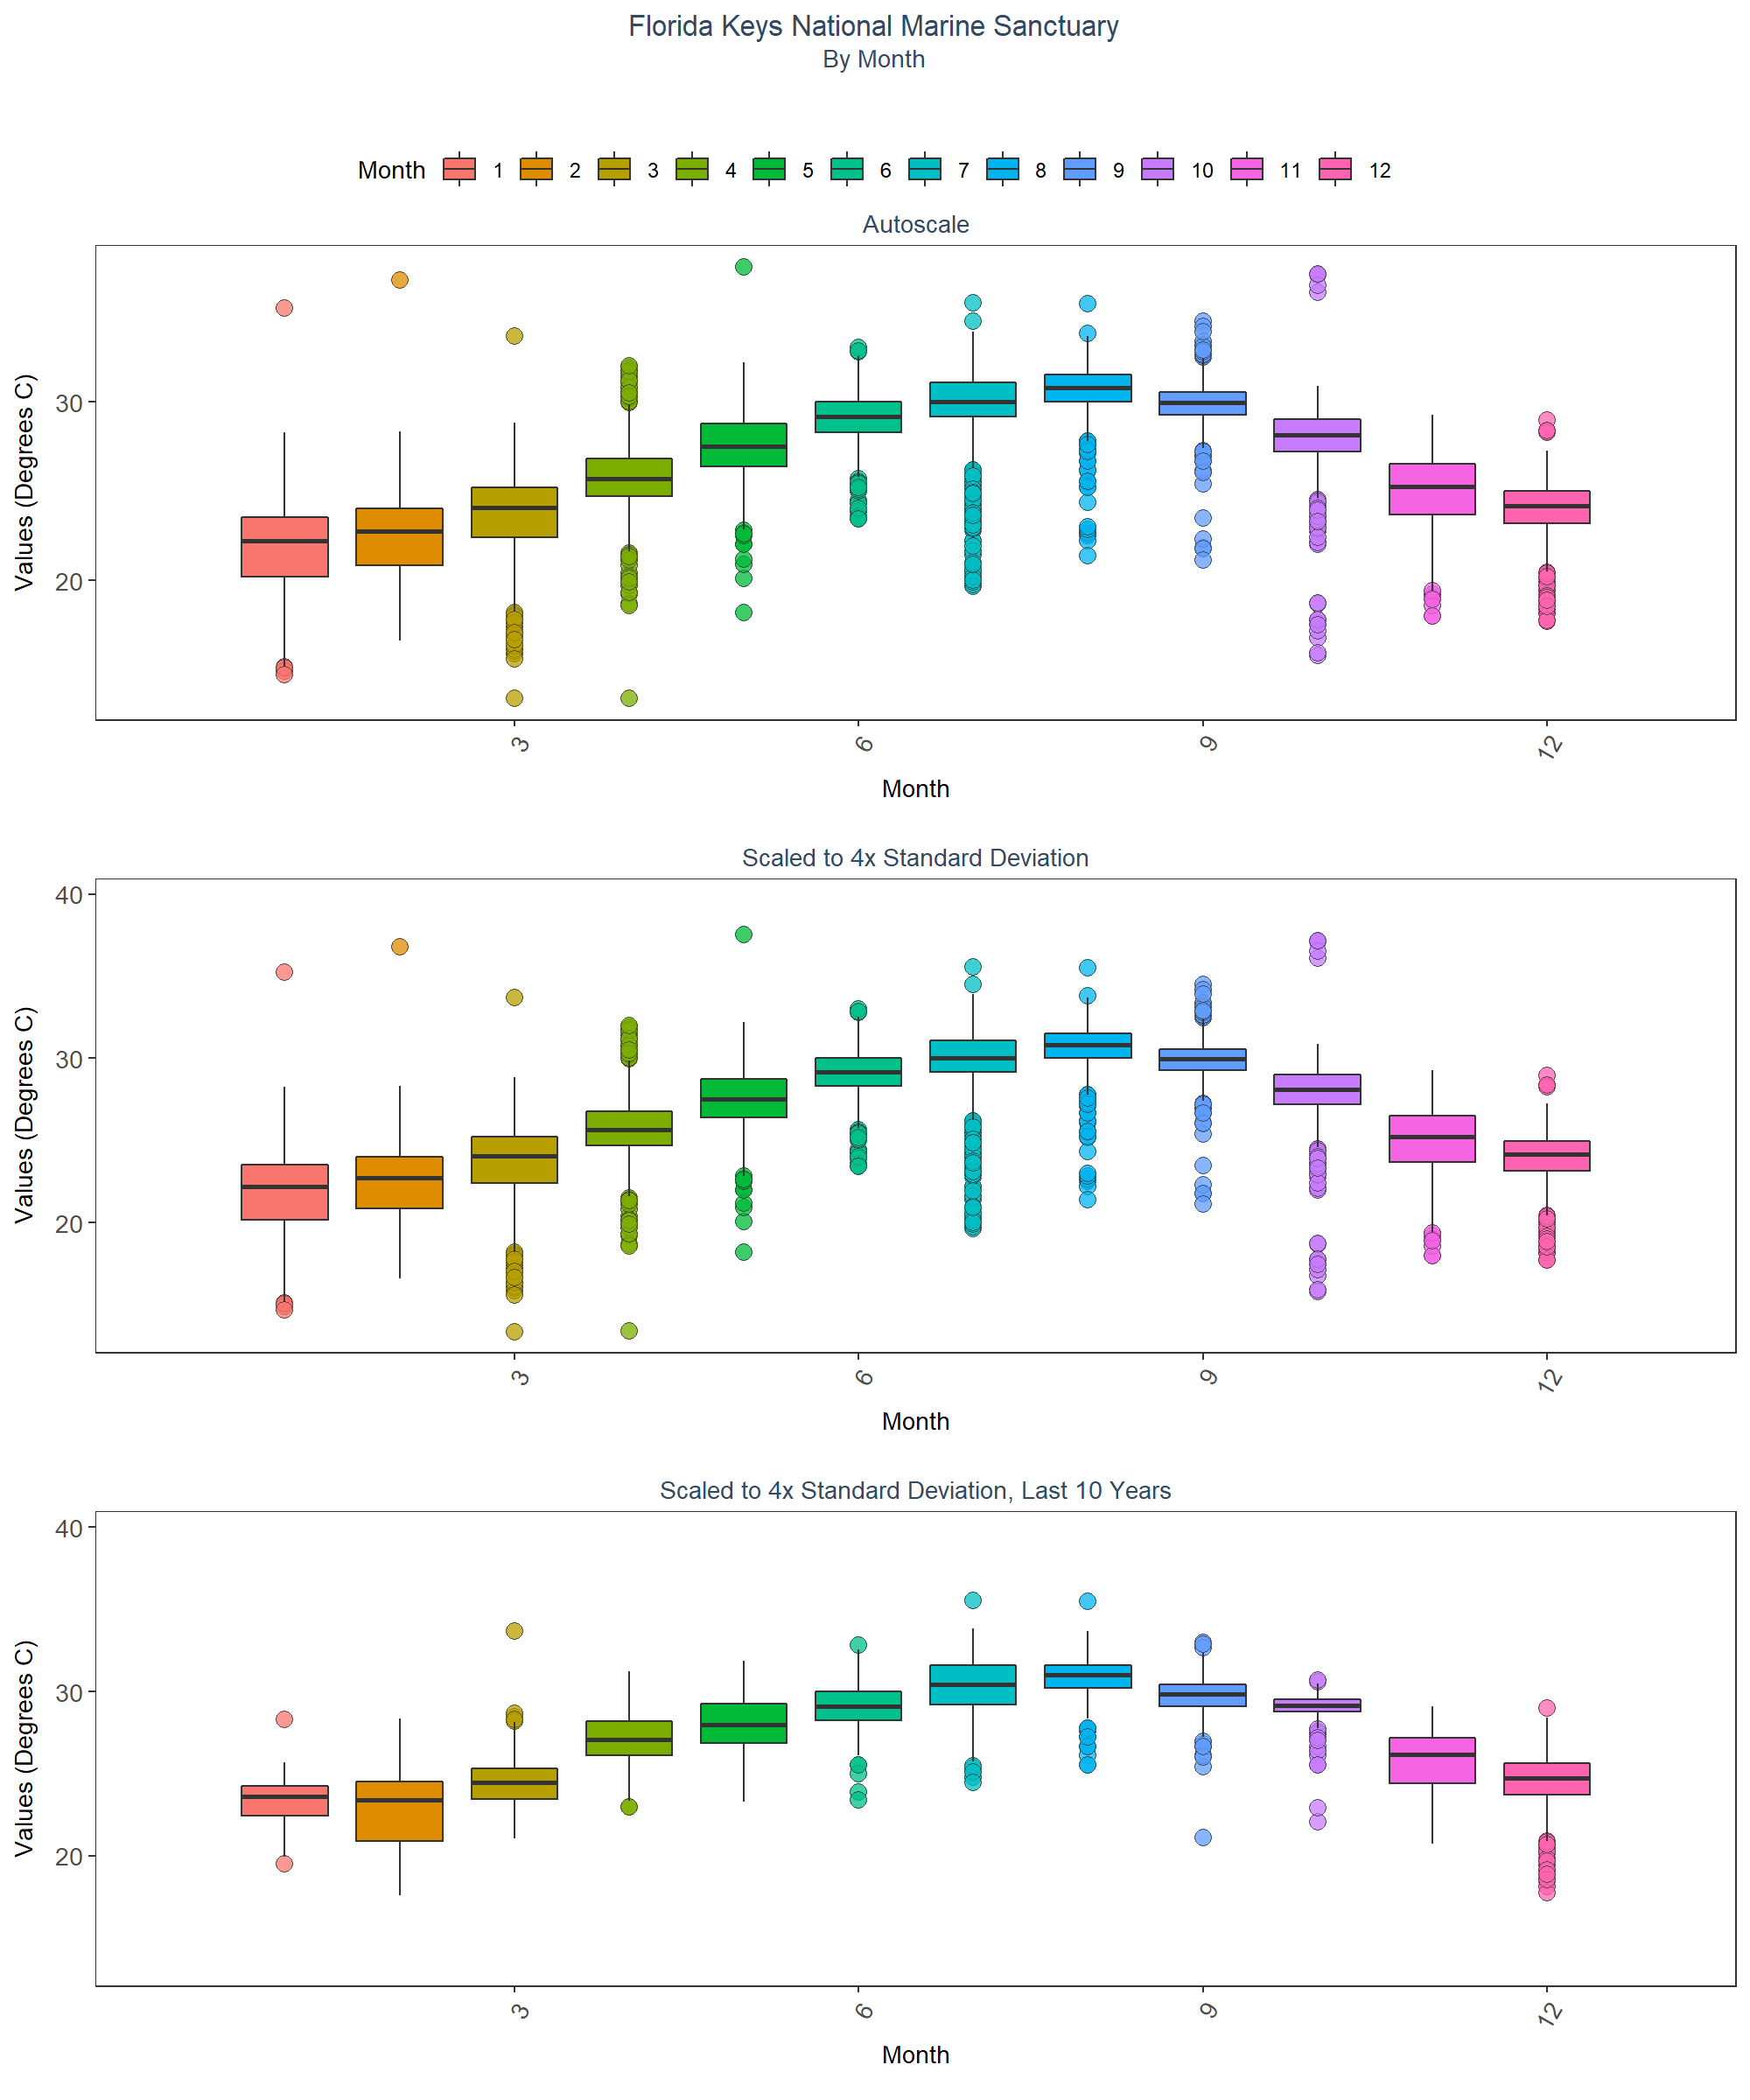 Florida Keys National Marine Sanctuary
By Month
Month 1 2 3 4 5 6 7 8 9 10 11 12
Autoscale
Values (Degrees C)
30
20
3 6 9 12
Month
Scaled to 4x Standard Deviation
Values (Degrees C)
40
30
20
3 6 9 12
Month
Scaled to 4x Standard Deviation, Last 10 Years
Values (Degrees C)
40
30
20
3 6 9 12
Month